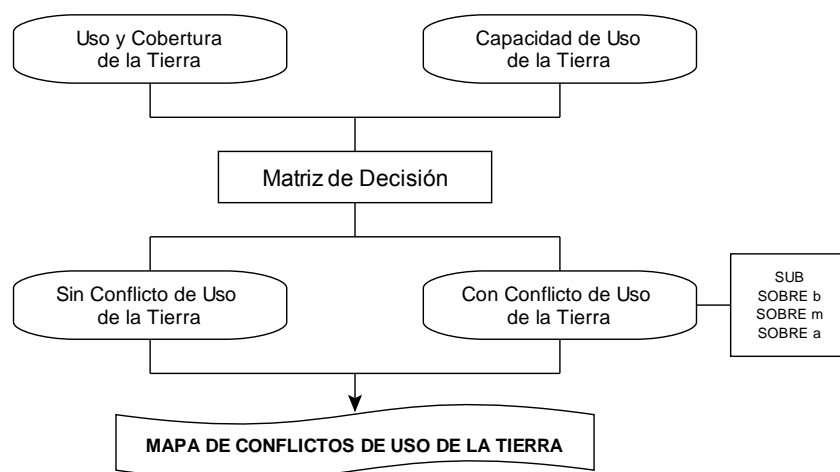 Uso y Cobertura
de la Tierra
Capacidad de Uso
de la Tierra
Matriz de Decisión
Sin Conflicto de Uso
de la Tierra
Con Conflicto de Uso
de la Tierra
SUB
SOBRE b
SOBRE m
SOBRE a
MAPA DE CONFLICTOS DE USO DE LA TIERRA